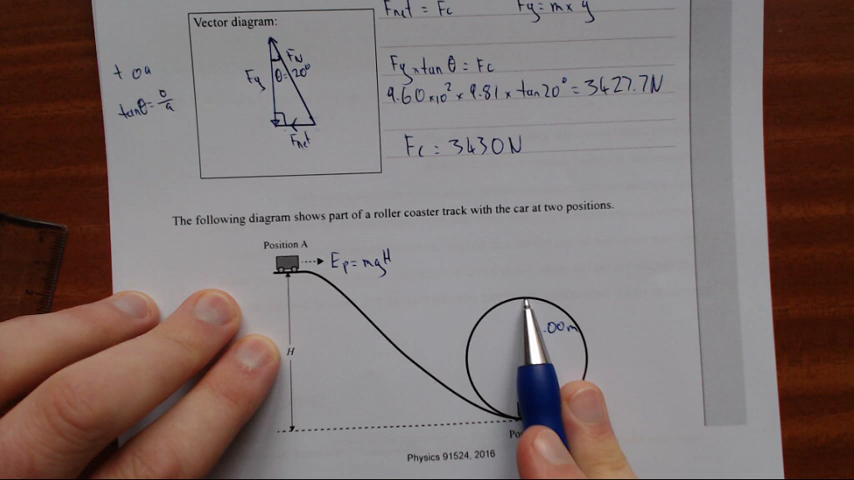 Fnet = Fc
Fg = m x g
Vector diagram:
t oa
tanθ = o/a
Fg
FN
θ = 20°
Fnet
Fg x tan θ = Fc
9.60 x10² x 9.81 x tan 20° = 3427.7N
Fc = 3430N
The following diagram shows part of a roller coaster track with the car at two positions.
Position A
Ep = mgH
.00m
H
Po
Physics 91524, 2016